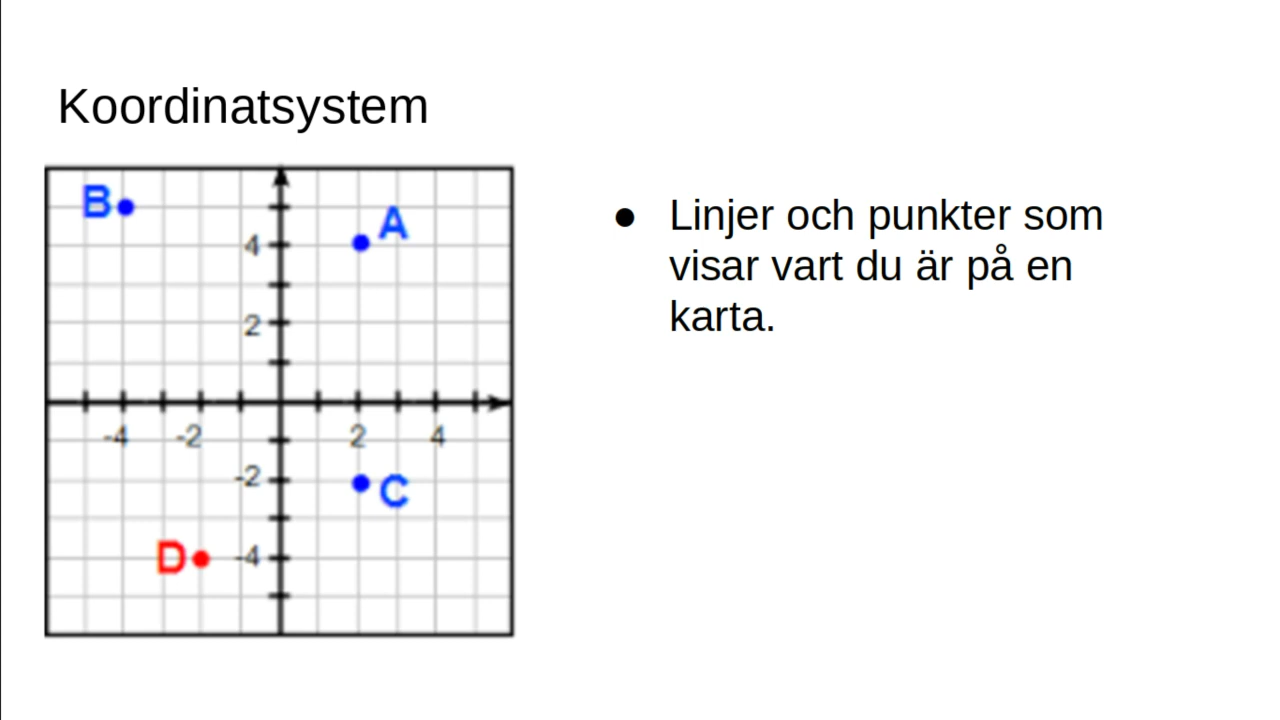 Koordinatsystem
B
A
4
2
-4 -2 2 4
-2
C
D
-4
● Linjer och punkter som
visar vart du är på en
karta.